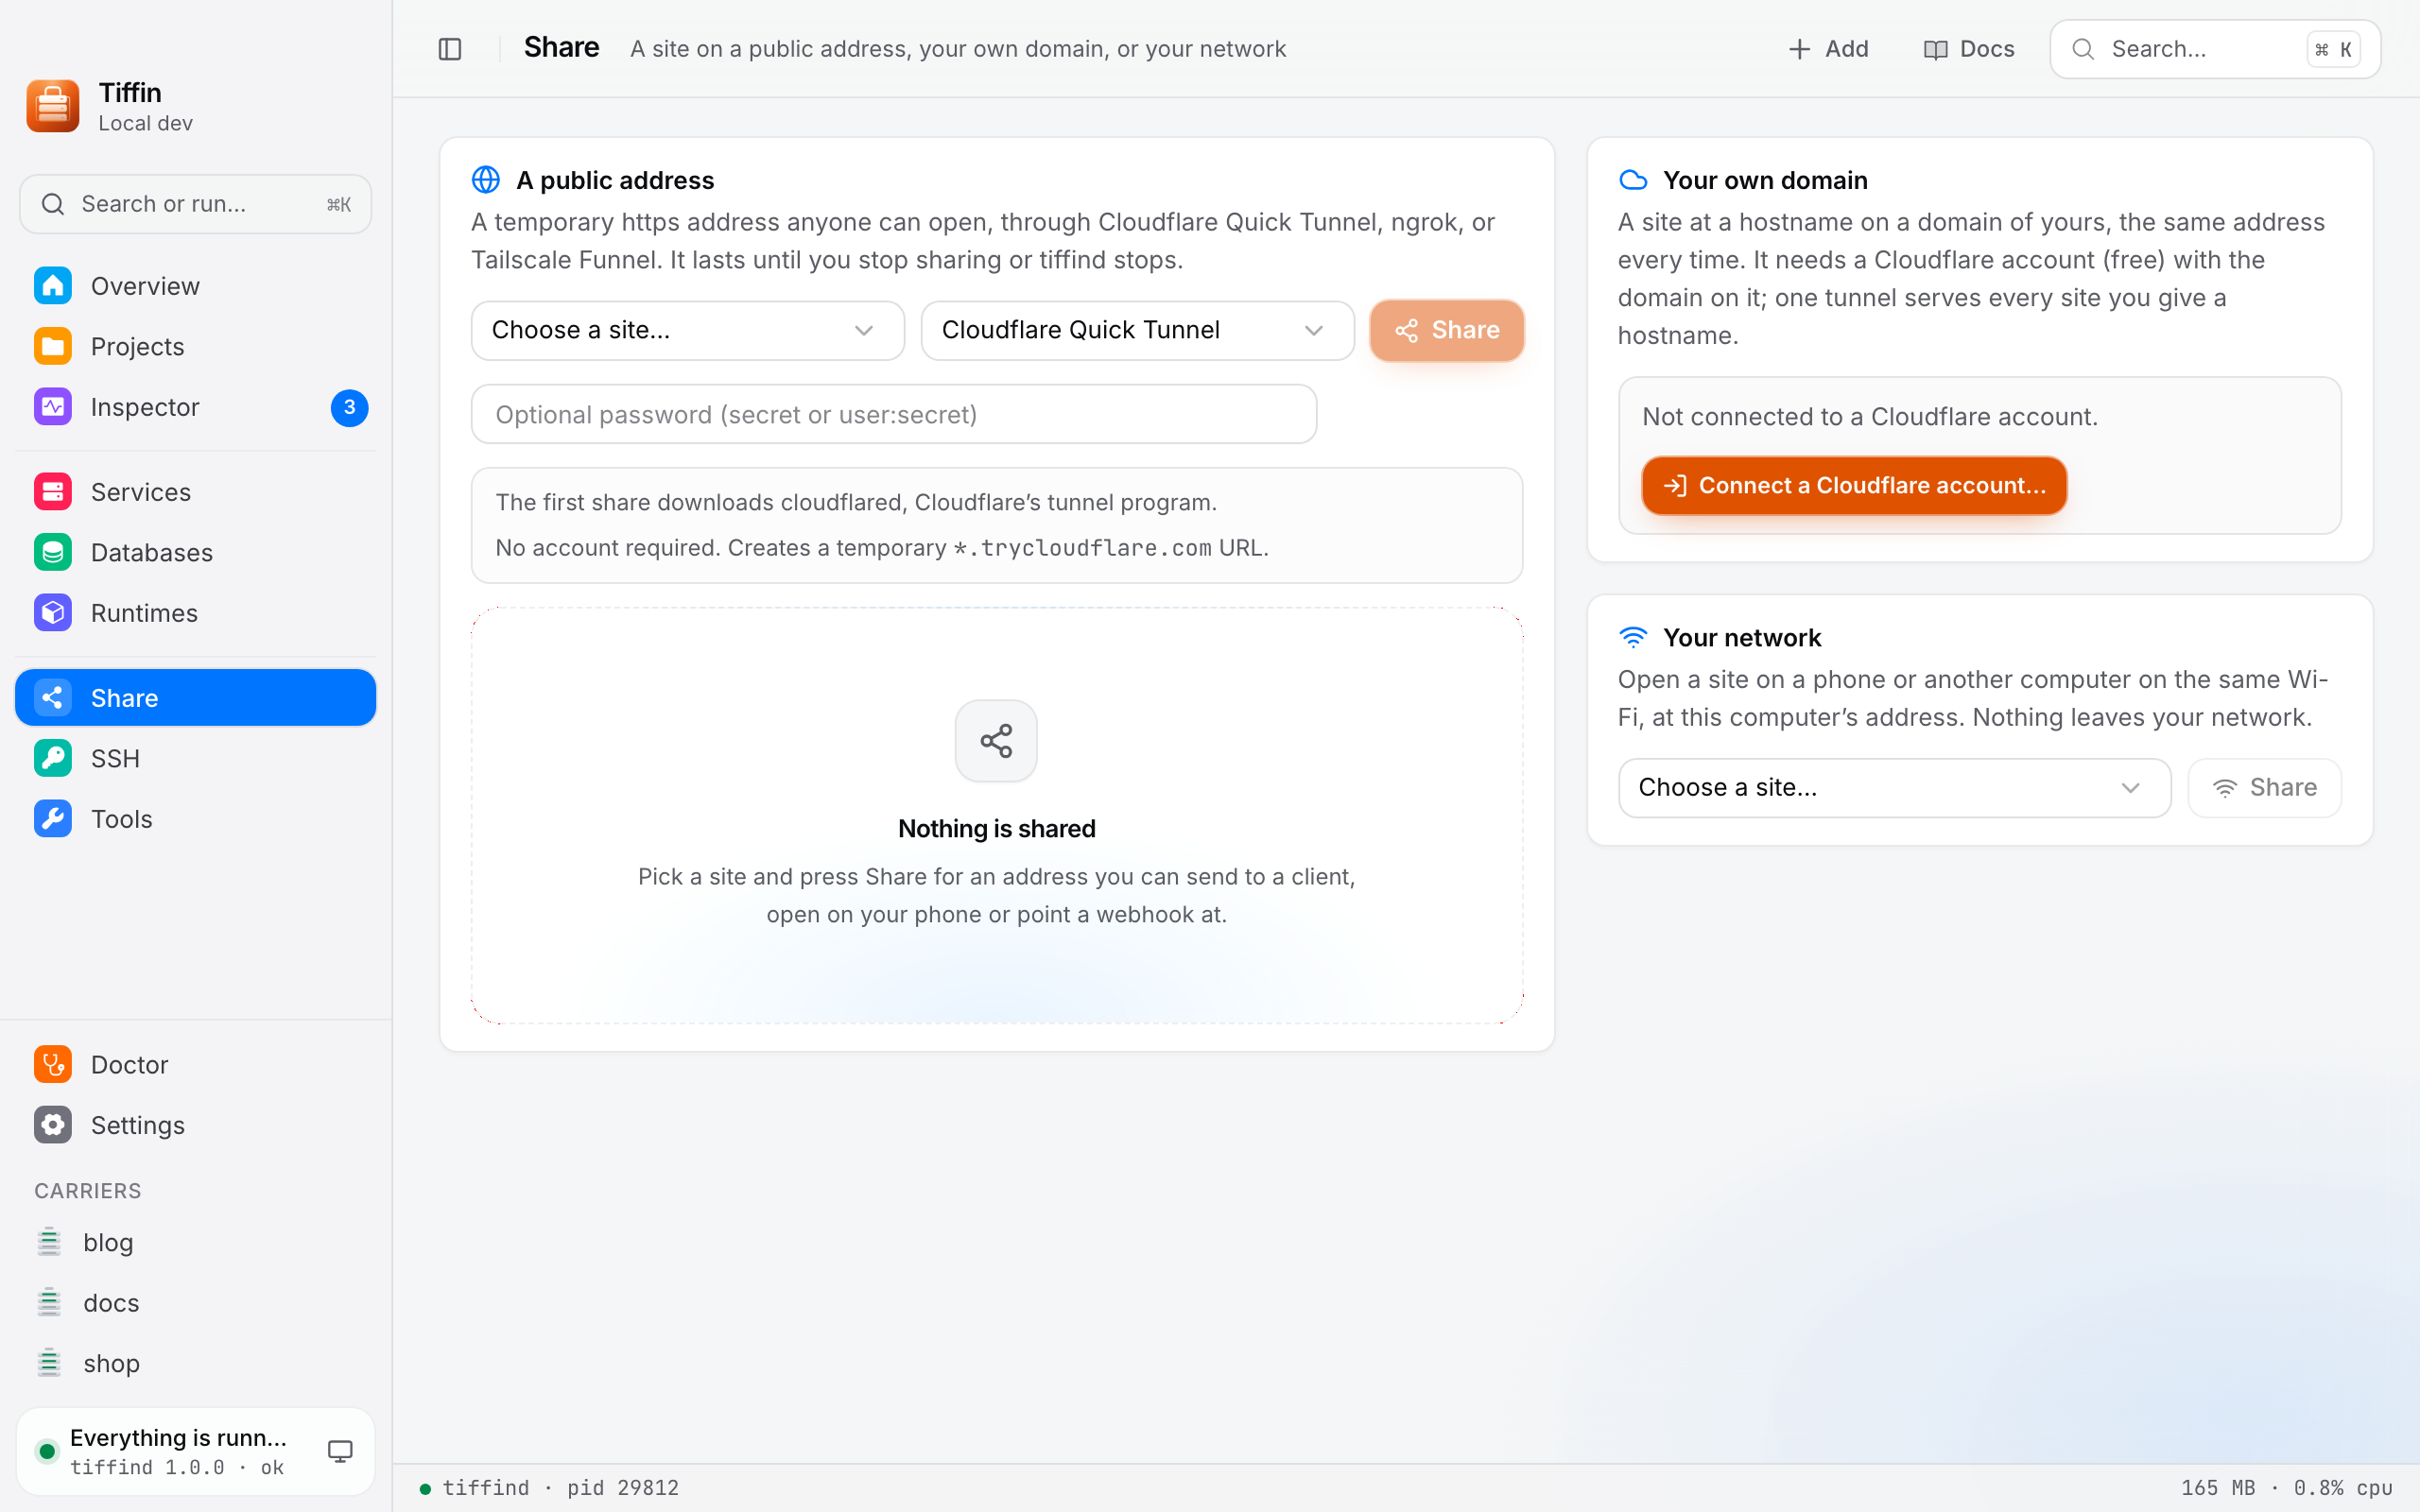 Tiffin
Local dev
Search or run...
⌘K
Overview
Projects
Inspector
3
Services
Databases
Runtimes
Share
SSH
Tools
Doctor
Settings
CARRIERS
blog
docs
shop
Everything is runn...
tiffind 1.0.0 · ok
Share
A site on a public address, your own domain, or your network
Add
Docs
Search...
⌘ K
A public address
A temporary https address anyone can open, through Cloudflare Quick Tunnel, ngrok, or
Tailscale Funnel. It lasts until you stop sharing or tiffind stops.
Choose a site...
Cloudflare Quick Tunnel
Share
Optional password (secret or user:secret)
The first share downloads cloudflared, Cloudflare’s tunnel program.
No account required. Creates a temporary *.trycloudflare.com URL.
Nothing is shared
Pick a site and press Share for an address you can send to a client,
open on your phone or point a webhook at.
Your own domain
A site at a hostname on a domain of yours, the same address
every time. It needs a Cloudflare account (free) with the
domain on it; one tunnel serves every site you give a
hostname.
Not connected to a Cloudflare account.
Connect a Cloudflare account...
Your network
Open a site on a phone or another computer on the same Wi-
Fi, at this computer’s address. Nothing leaves your network.
Choose a site...
Share
tiffind · pid 29812
165 MB · 0.8% cpu